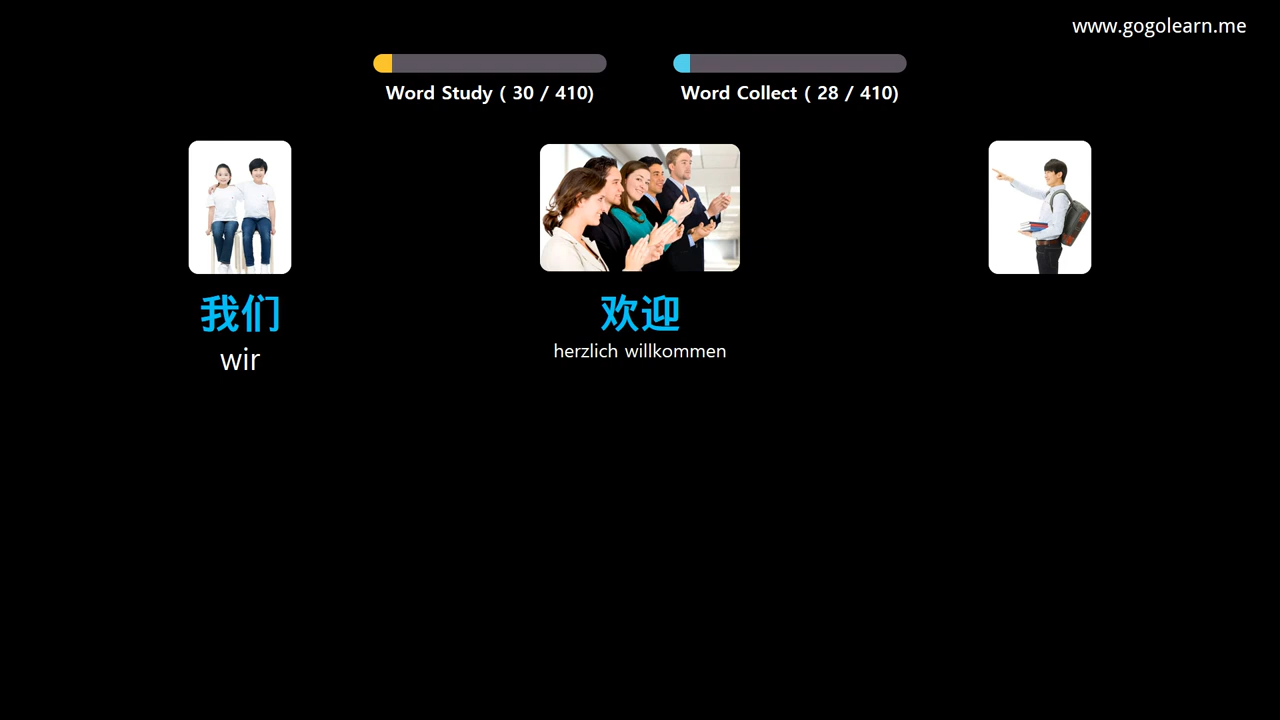 www.gogolearn.me
Word Study ( 30 / 410)
Word Collect ( 28 / 410)
我们
欢迎
wir
herzlich willkommen